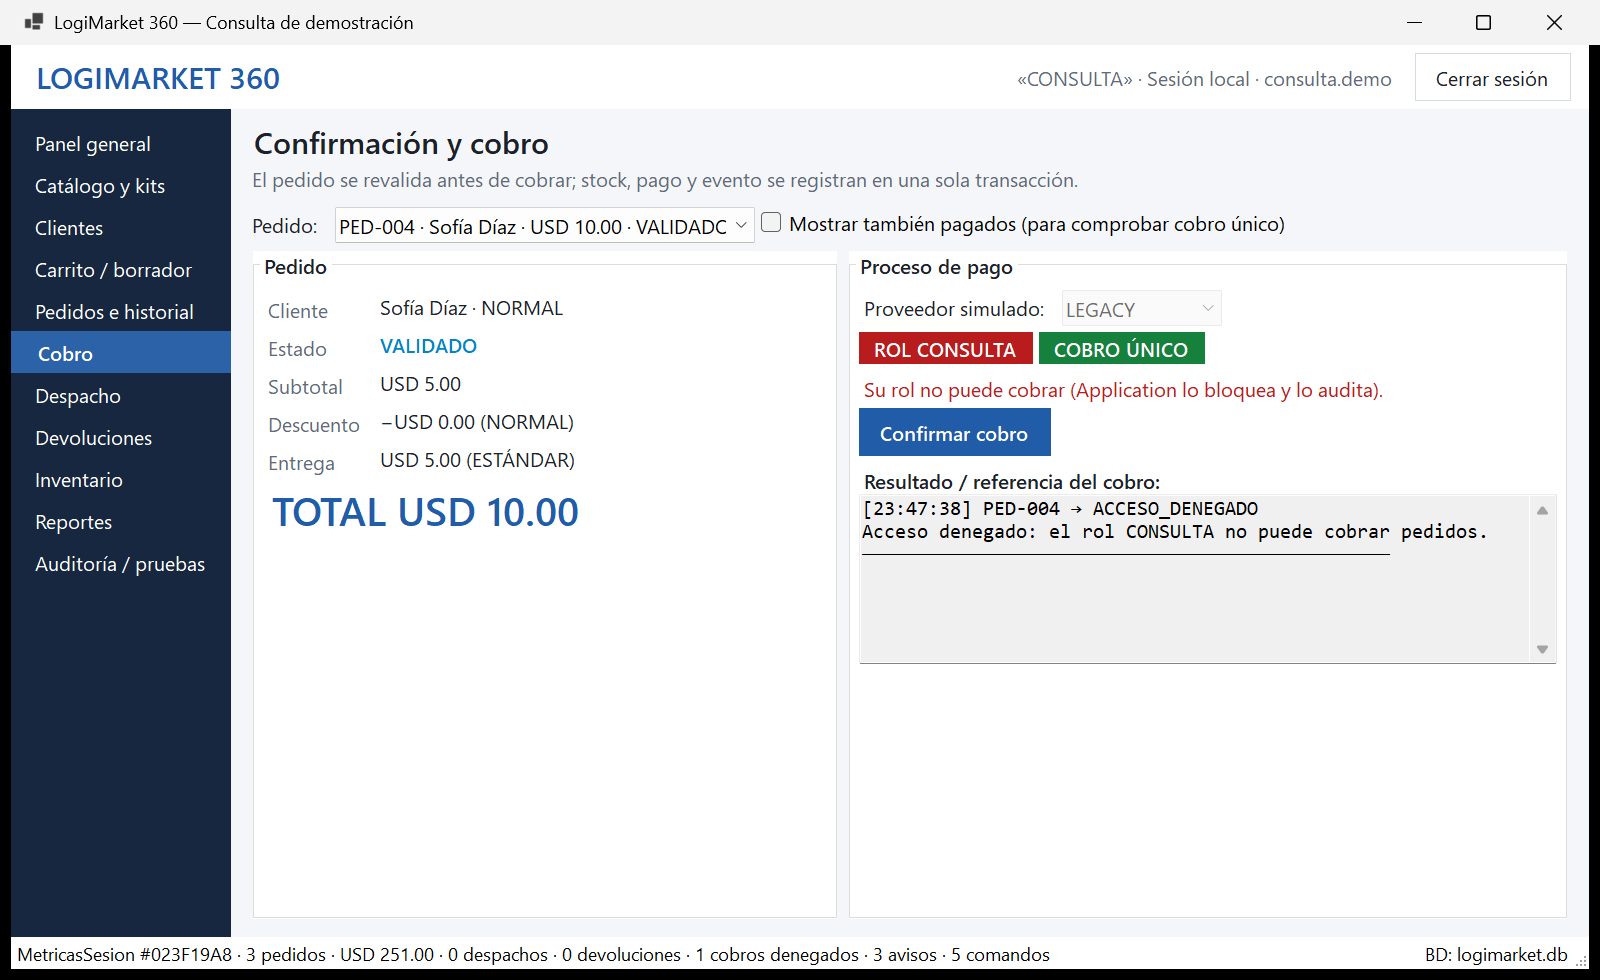 LogiMarket 360 — Consulta de demostración
LOGIMARKET 360
«CONSULTA» · Sesión local · consulta.demo
Cerrar sesión
Panel general
Catálogo y kits
Clientes
Carrito / borrador
Pedidos e historial
Cobro
Despacho
Devoluciones
Inventario
Reportes
Auditoría / pruebas
Confirmación y cobro
El pedido se revalida antes de cobrar; stock, pago y evento se registran en una sola transacción.
Pedido: PED-004 · Sofía Díaz · USD 10.00 · VALIDADO
Mostrar también pagados (para comprobar cobro único)
Pedido
Cliente Sofía Díaz · NORMAL
Estado VALIDADO
Subtotal USD 5.00
Descuento −USD 0.00 (NORMAL)
Entrega USD 5.00 (ESTÁNDAR)
TOTAL USD 10.00
Proceso de pago
Proveedor simulado: LEGACY
ROL CONSULTA COBRO ÚNICO
Su rol no puede cobrar (Application lo bloquea y lo audita).
Confirmar cobro
Resultado / referencia del cobro:
[23:47:38] PED-004 → ACCESO_DENEGADO
Acceso denegado: el rol CONSULTA no puede cobrar pedidos.
MetricasSesion #023F19A8 · 3 pedidos · USD 251.00 · 0 despachos · 0 devoluciones · 1 cobros denegados · 3 avisos · 5 comandos
BD: logimarket.db